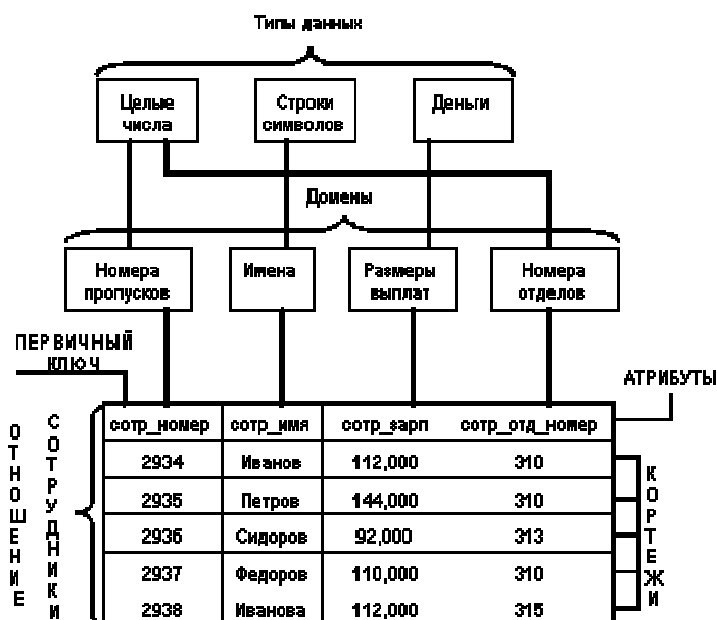 Типы данных
Целые числа
Строки символов
Деньги
Домены
Номера пропусков
Имена
Размеры выплат
Номера отделов
ПЕРВИЧНЫЙ КЛЮЧ
АТРИБУТЫ
ОТНОШЕНИЕ
СОТРУДНИКИ
сотр_номер сотр_имя сотр_зарп сотр_отд_номер
2934 Иванов 112,000 310
2935 Петров 144,000 310
2936 Сидоров 92,000 313
2937 Федоров 110,000 310
2938 Иванова 112,000 315
КОРТЕЖИ